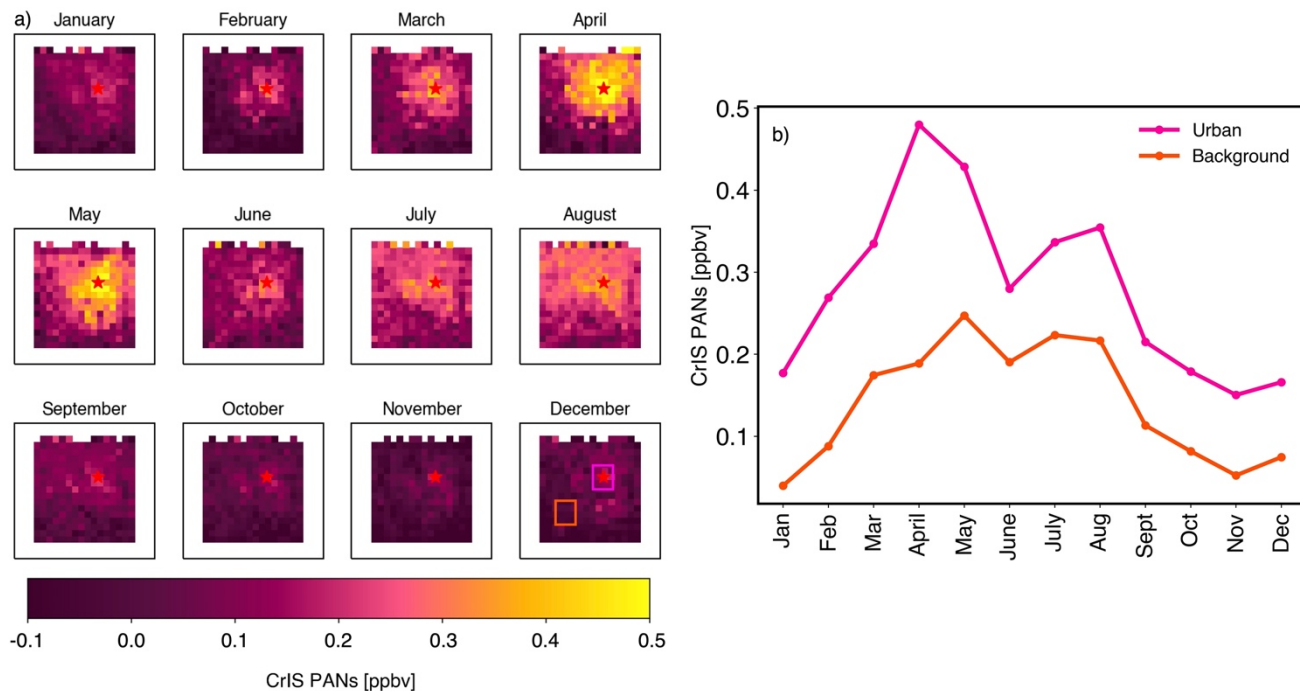 a)
January
February
March
April
May
June
July
August
September
October
November
December
-0.1 0.0 0.1 0.2 0.3 0.4 0.5
CrIS PANs [ppbv]
b)
Urban
Background
0.5
0.4
0.3
0.2
0.1
CrIS PANs [ppbv]
Jan
Feb
Mar
April
May
June
July
Aug
Sept
Oct
Nov
Dec